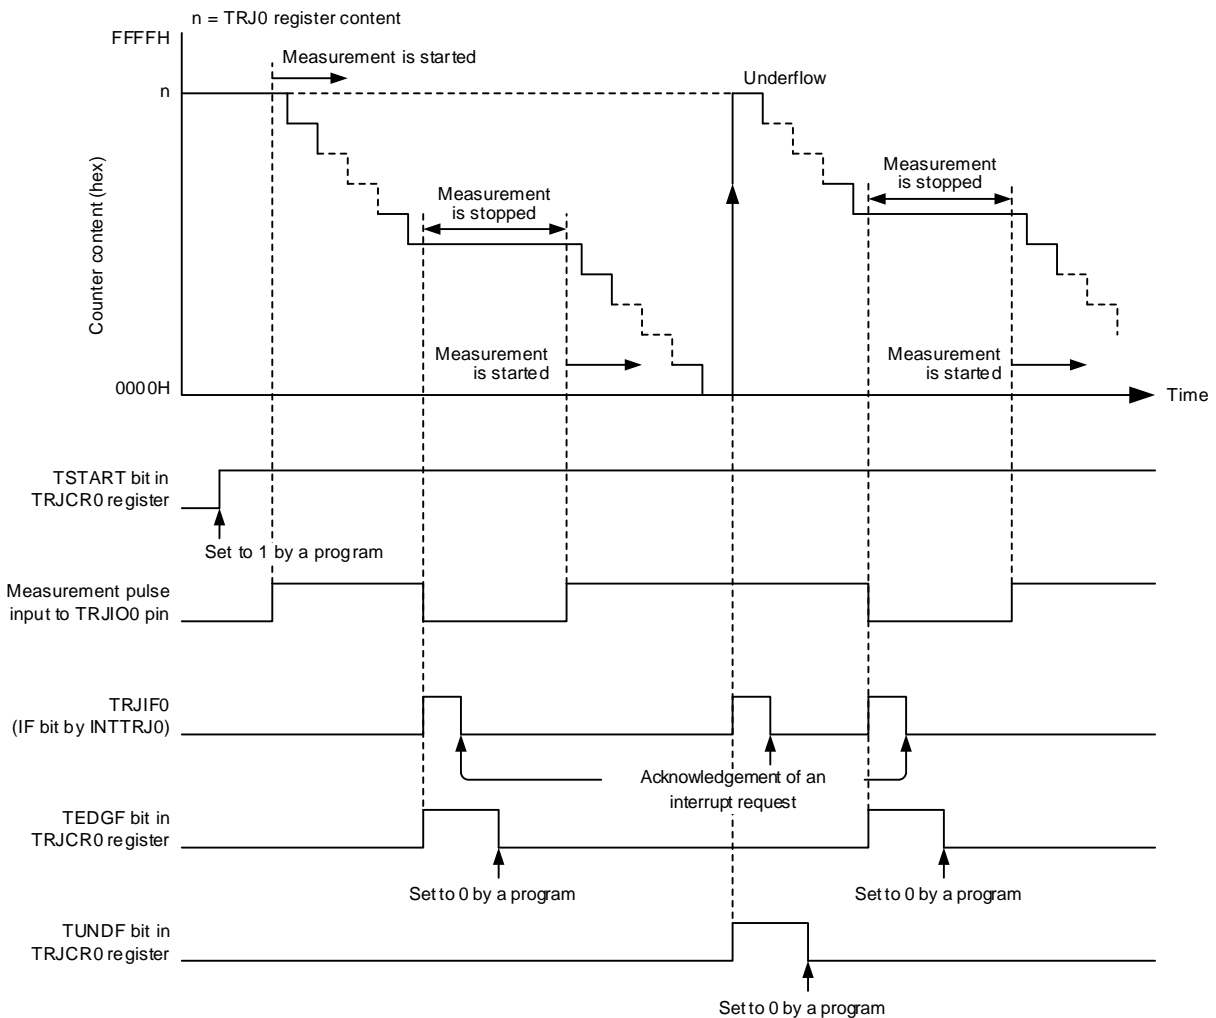 n = TRJ0 register content
FFFFH
Measurement is started
n
Underflow
Counter content (hex)
Measurement
is stopped
Measurement
is stopped
Measurement
is started
Measurement
is started
0000H
Time
TSTART bit in
TRJCR0 register
Set to 1 by a program
Measurement pulse
input to TRJIO0 pin
TRJIF0
(IF bit by INTTRJ0)
Acknowledgement of an
interrupt request
TEDGF bit in
TRJCR0 register
Set to 0 by a program
Set to 0 by a program
TUNDF bit in
TRJCR0 register
Set to 0 by a program